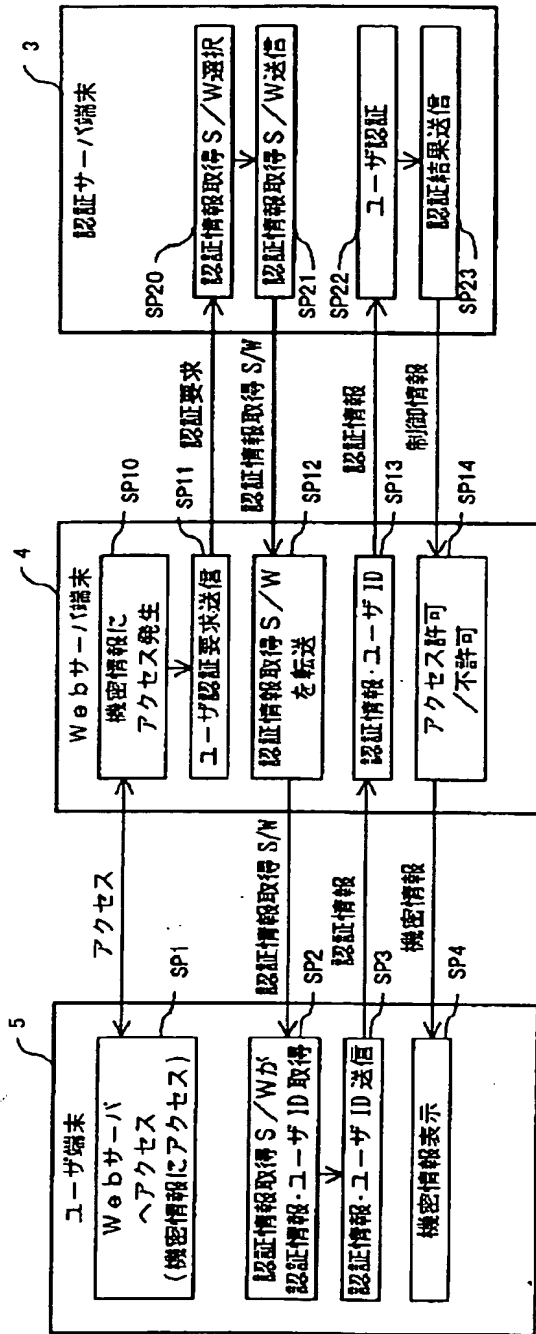 5
ユーザ端末
Webサーバ
へアクセス
(機密情報にアクセス)
SP1
認証情報取得S/Wが
認証情報・ユーザID取得
SP2
認証情報・ユーザID送信
SP3
機密情報表示
SP4
アクセス
認証情報取得S/W
認証情報
機密情報
4
Webサーバ端末
機密情報に
アクセス発生
SP10
ユーザ認証要求送信
SP11
認証情報取得S/W
を転送
SP12
認証情報・ユーザID
SP13
アクセス許可
/不許可
SP14
認証要求
認証情報取得S/W
認証情報
制御情報
3
認証サーバ端末
SP20
認証情報取得S/W選択
認証情報取得S/W送信
SP21
SP22
ユーザ認証
認証結果送信
SP23